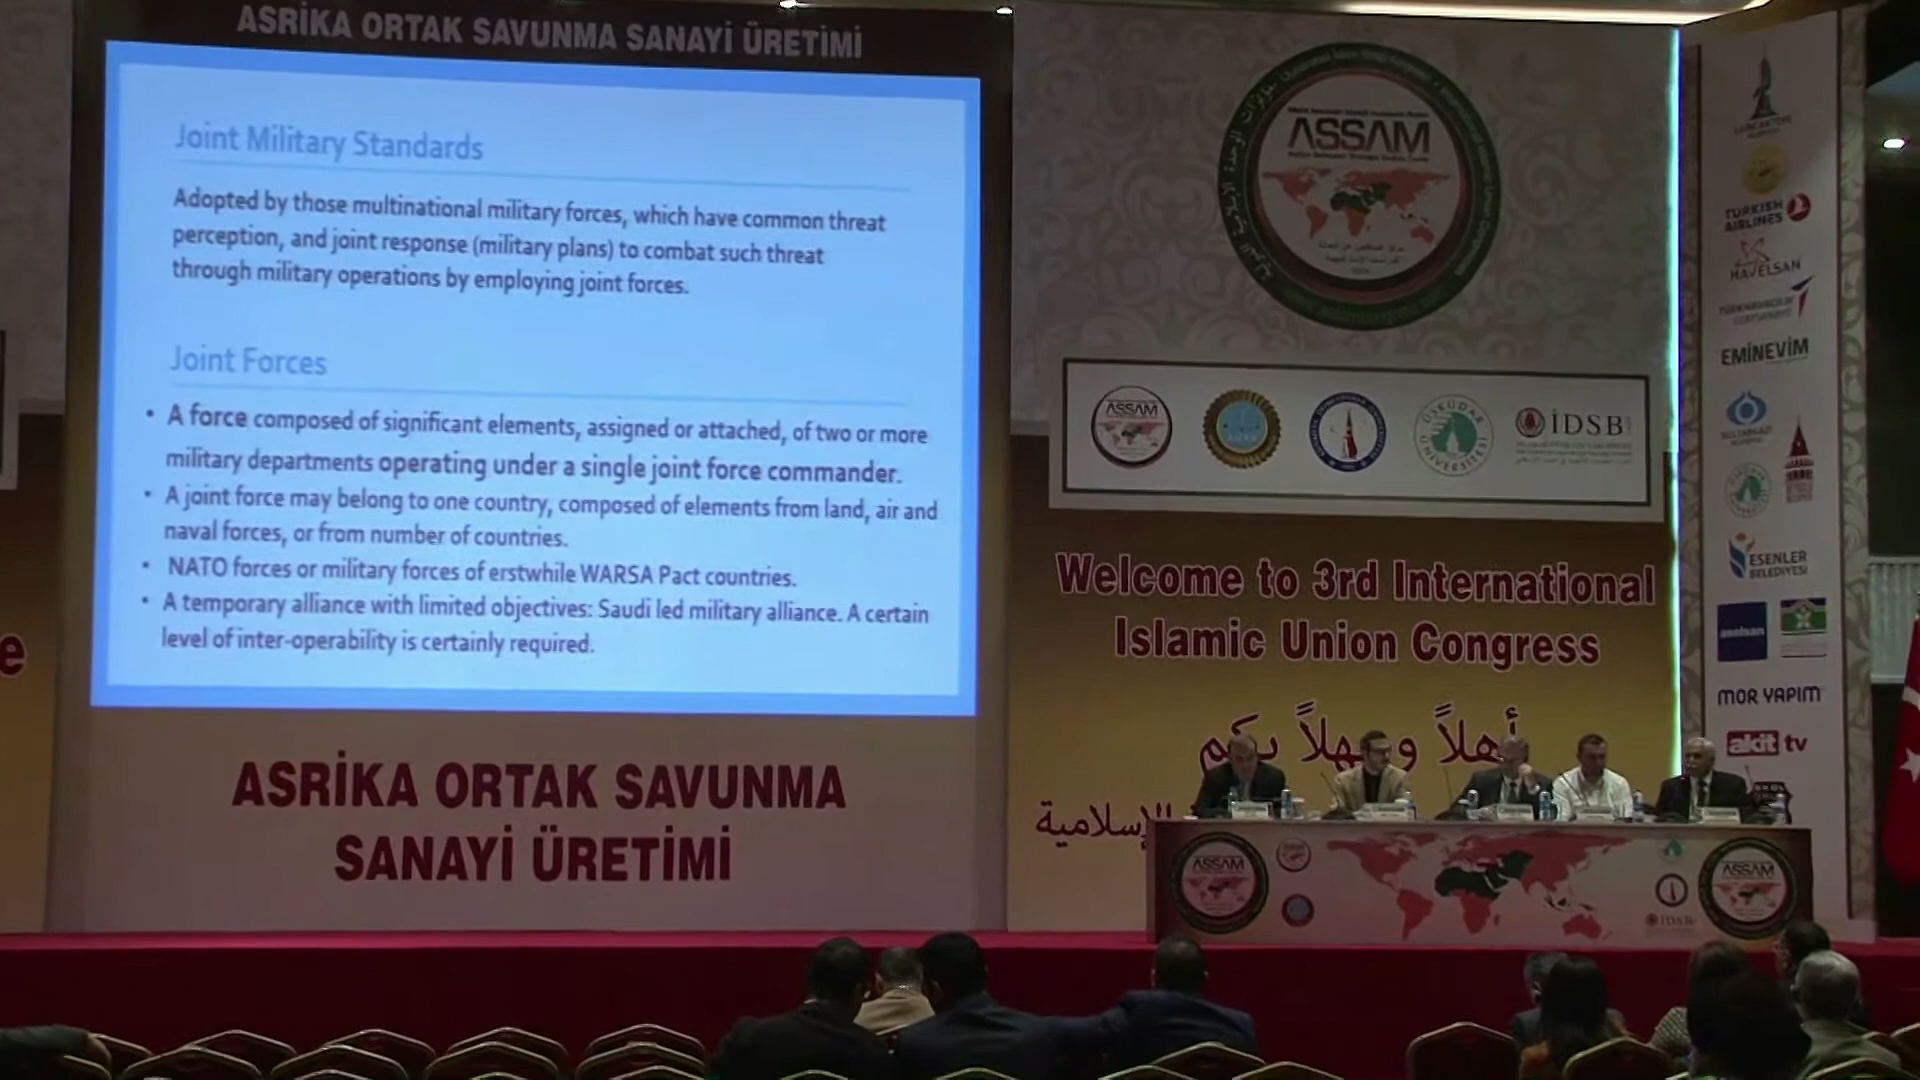 ASRİKA ORTAK SAVUNMA SANAYİ ÜRETİMİ
Joint Military Standards
Adopted by those multinational military forces, which have common threat
perception, and joint response (military plans) to combat such threat
through military operations by employing joint forces.
Joint Forces
• A force composed of significant elements, assigned or attached, of two or more
military departments operating under a single joint force commander.
• A joint force may belong to one country, composed of elements from land, air and
naval forces, or from number of countries.
• NATO forces or military forces of erstwhile WARSA Pact countries.
• A temporary alliance with limited objectives: Saudi led military alliance. A certain
level of inter-operability is certainly required.
ASRİKA ORTAK SAVUNMA
SANAYİ ÜRETİMİ
ASSAM
ASSAM
ÜSKÜDAR
ÜNİVERSİTESİ
İDSB
Welcome to 3rd International
Islamic Union Congress
أهلاً و سهلاً بكم
الإسلامية
TURKISH
AIRLINES
HAVELSAN
EMİNEVİM
ESENLER
BELEDİYESİ
aselsan
MOR YAPIM
akit tv
ASSAM
İDSB
ASSAM
e